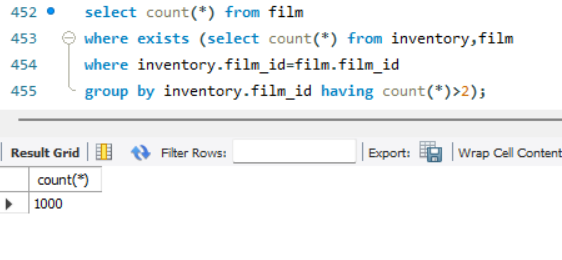 452 select count(*) from film
453 where exists (select count(*) from inventory,film
454 where inventory.film_id=film.film_id
455 group by inventory.film_id having count(*)>2);
Result Grid Filter Rows: Export: Wrap Cell Content
count(*)
1000